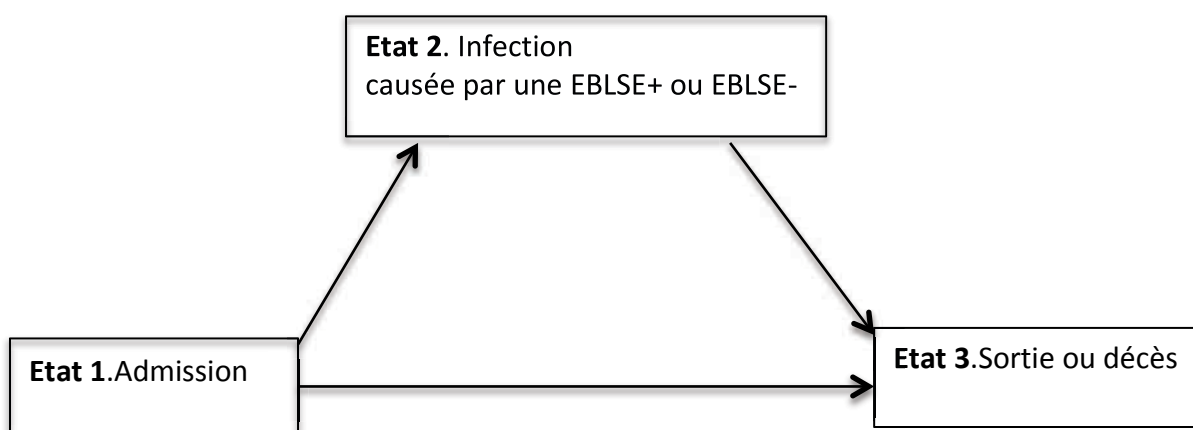 Etat 2. Infection
causée par une EBLSE+ ou EBLSE-
Etat 1.Admission
Etat 3.Sortie ou décès